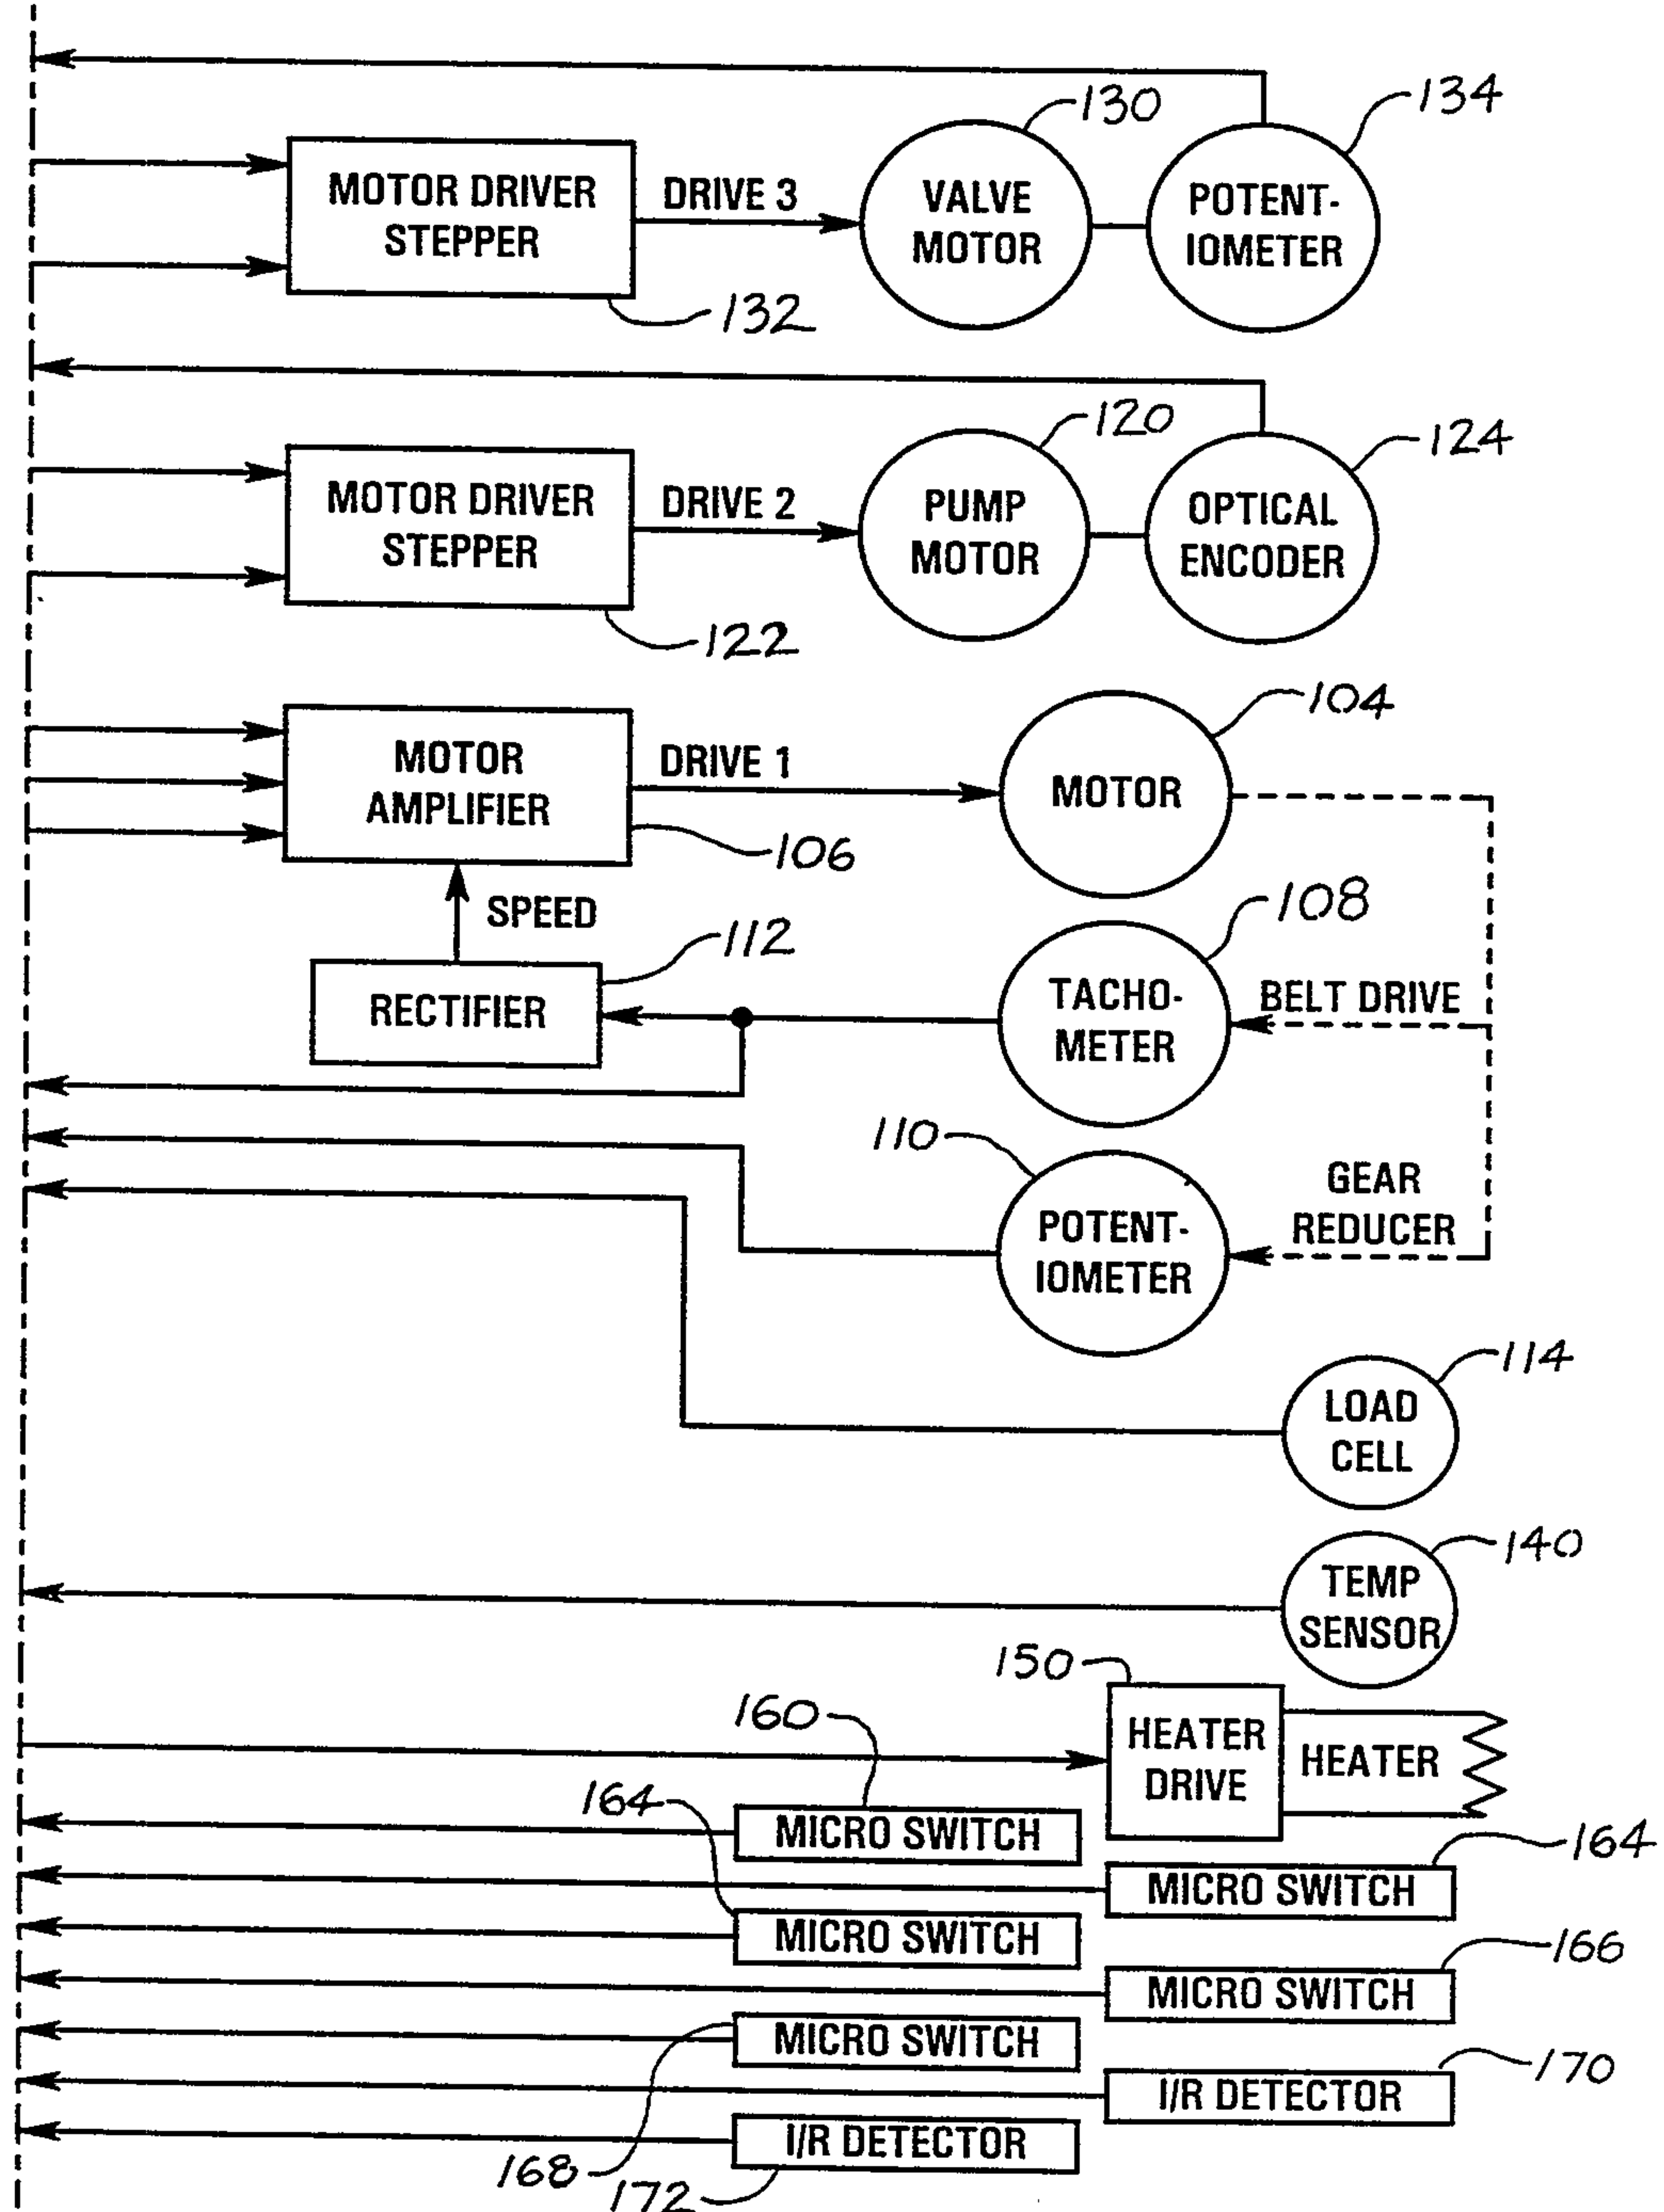 130
134
MOTOR DRIVER
STEPPER
DRIVE 3
VALVE
MOTOR
POTENT-
IOMETER
132
120
124
MOTOR DRIVER
STEPPER
DRIVE 2
PUMP
MOTOR
OPTICAL
ENCODER
122
104
MOTOR
AMPLIFIER
DRIVE 1
MOTOR
106
SPEED
108
112
RECTIFIER
TACHO-
METER
BELT DRIVE
110
POTENT-
IOMETER
GEAR
REDUCER
114
LOAD
CELL
140
TEMP
SENSOR
150
160
HEATER
DRIVE
HEATER
164
MICRO SWITCH
164
MICRO SWITCH
MICRO SWITCH
166
MICRO SWITCH
MICRO SWITCH
170
I/R DETECTOR
I/R DETECTOR
168
172